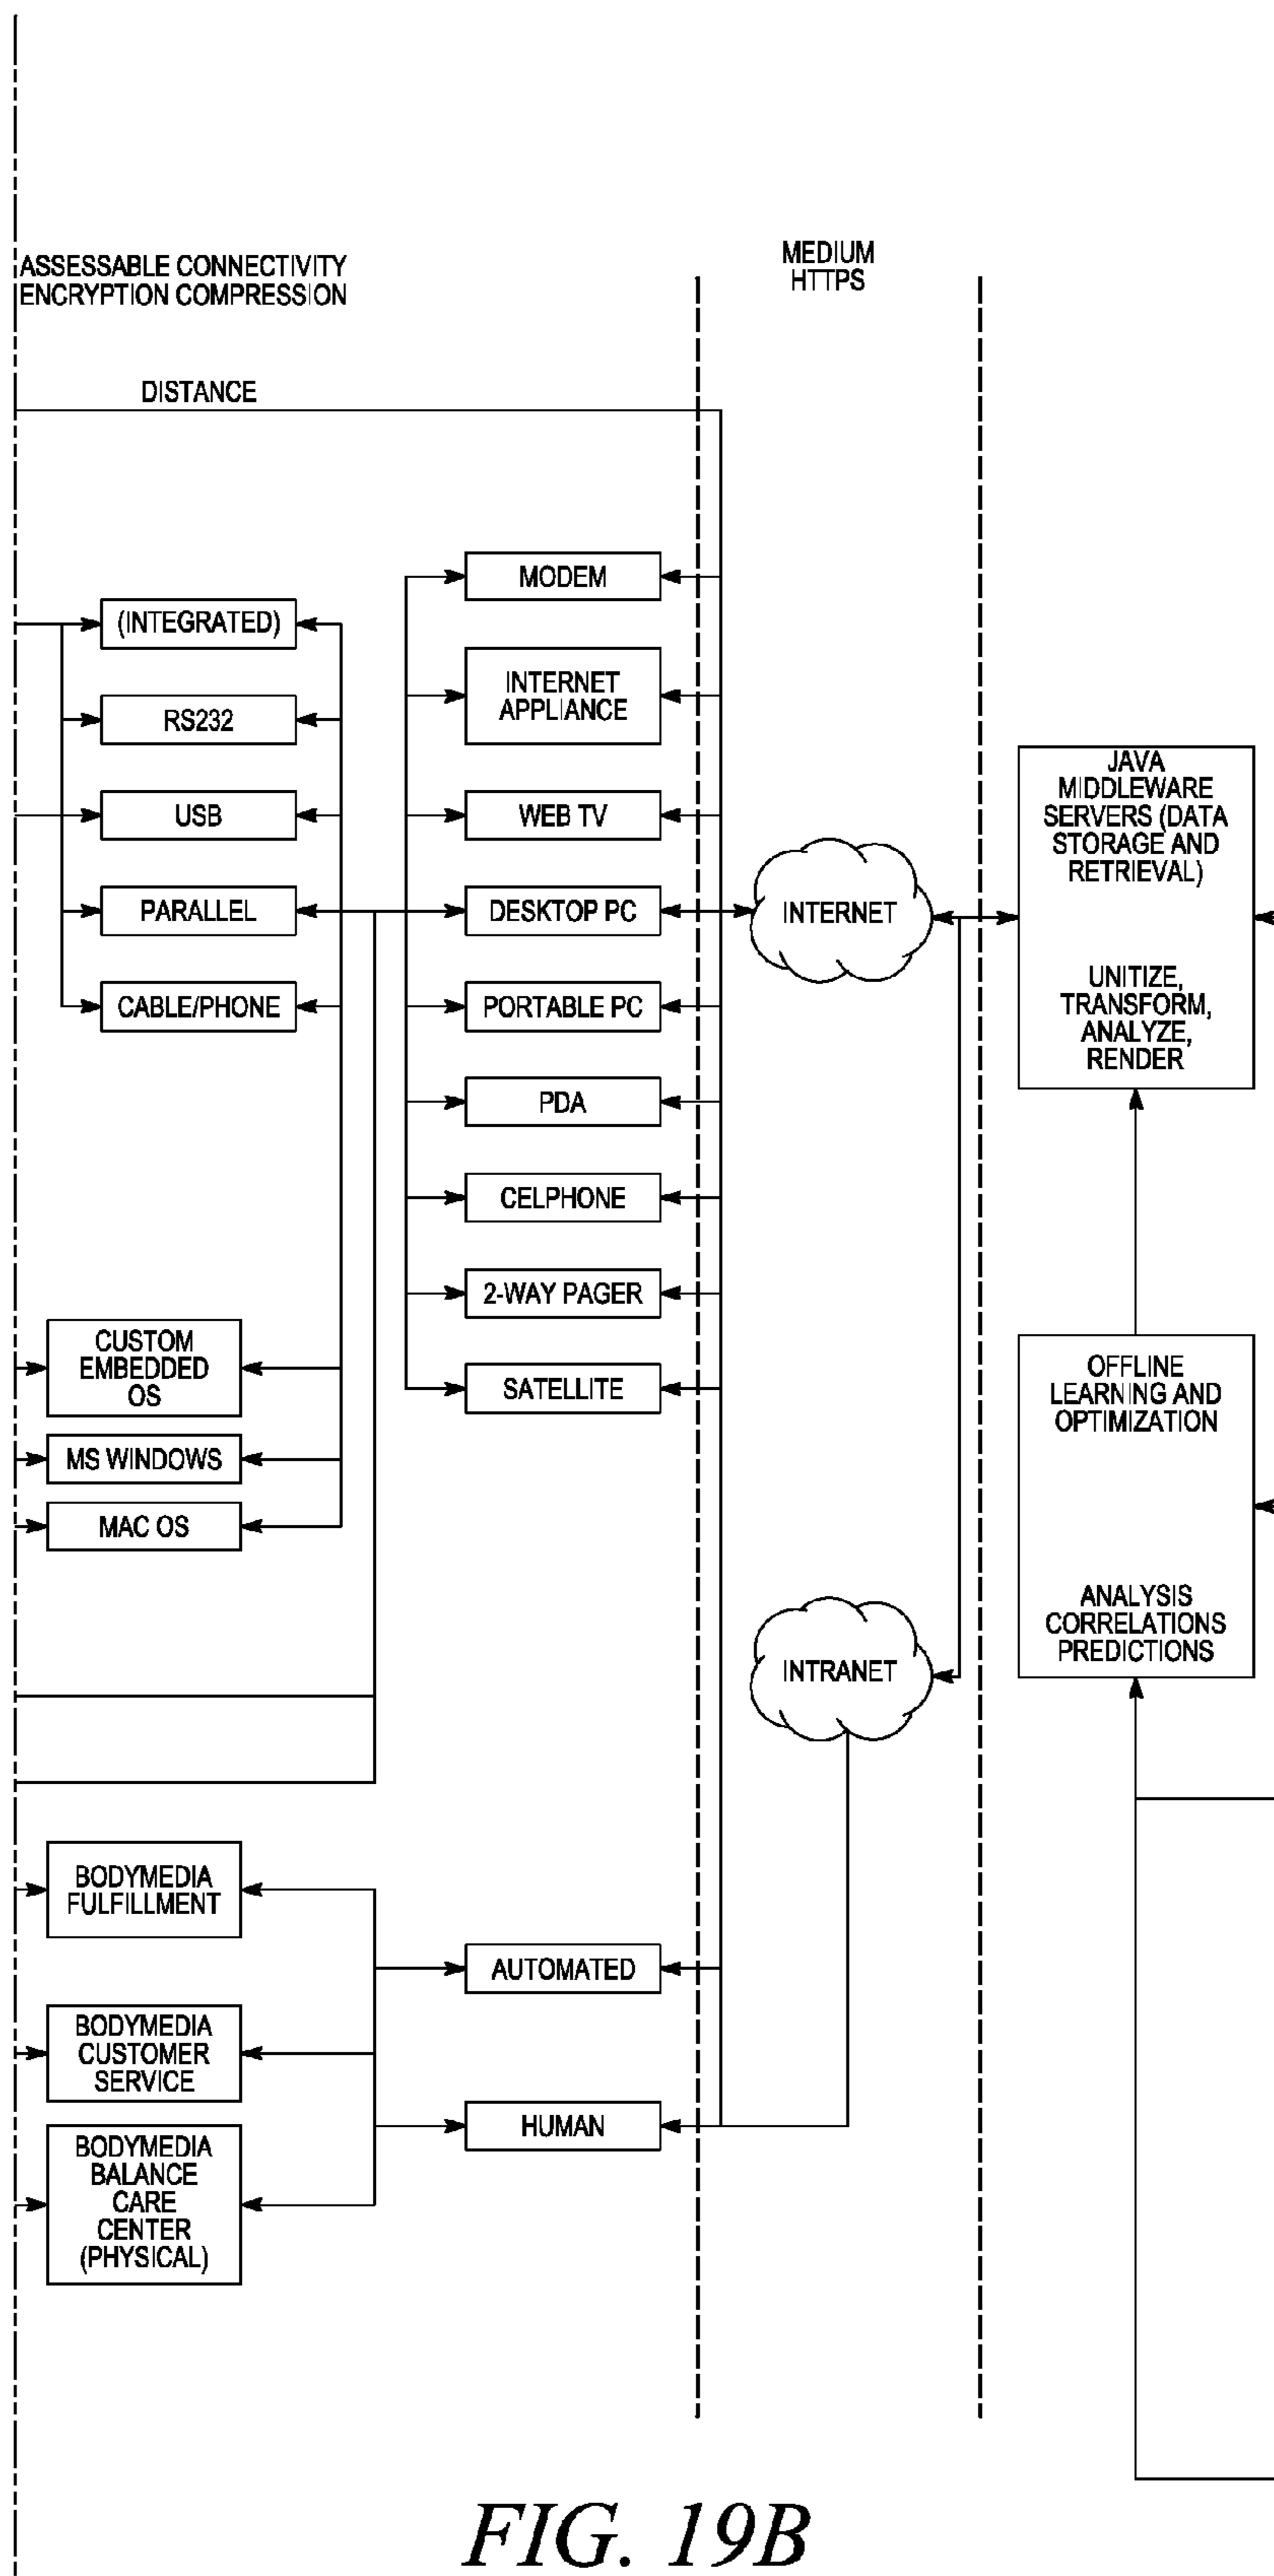 ASSESSABLE CONNECTIVITY
ENCRYPTION COMPRESSION
MEDIUM
HTTPS
DISTANCE
(INTEGRATED)
RS232
USB
PARALLEL
CABLE/PHONE
CUSTOM
EMBEDDED
OS
MS WINDOWS
MAC OS
BODYMEDIA
FULFILLMENT
BODYMEDIA
CUSTOMER
SERVICE
BODYMEDIA
BALANCE
CARE
CENTER
(PHYSICAL)
MODEM
INTERNET
APPLIANCE
WEB TV
DESKTOP PC
PORTABLE PC
PDA
CELPHONE
2-WAY PAGER
SATELLITE
AUTOMATED
HUMAN
INTERNET
INTRANET
JAVA
MIDDLEWARE
SERVERS (DATA
STORAGE AND
RETRIEVAL)
UNITIZE,
TRANSFORM,
ANALYZE,
RENDER
OFFLINE
LEARNING AND
OPTIMIZATION
ANALYSIS
CORRELATIONS
PREDICTIONS
FIG. 19B